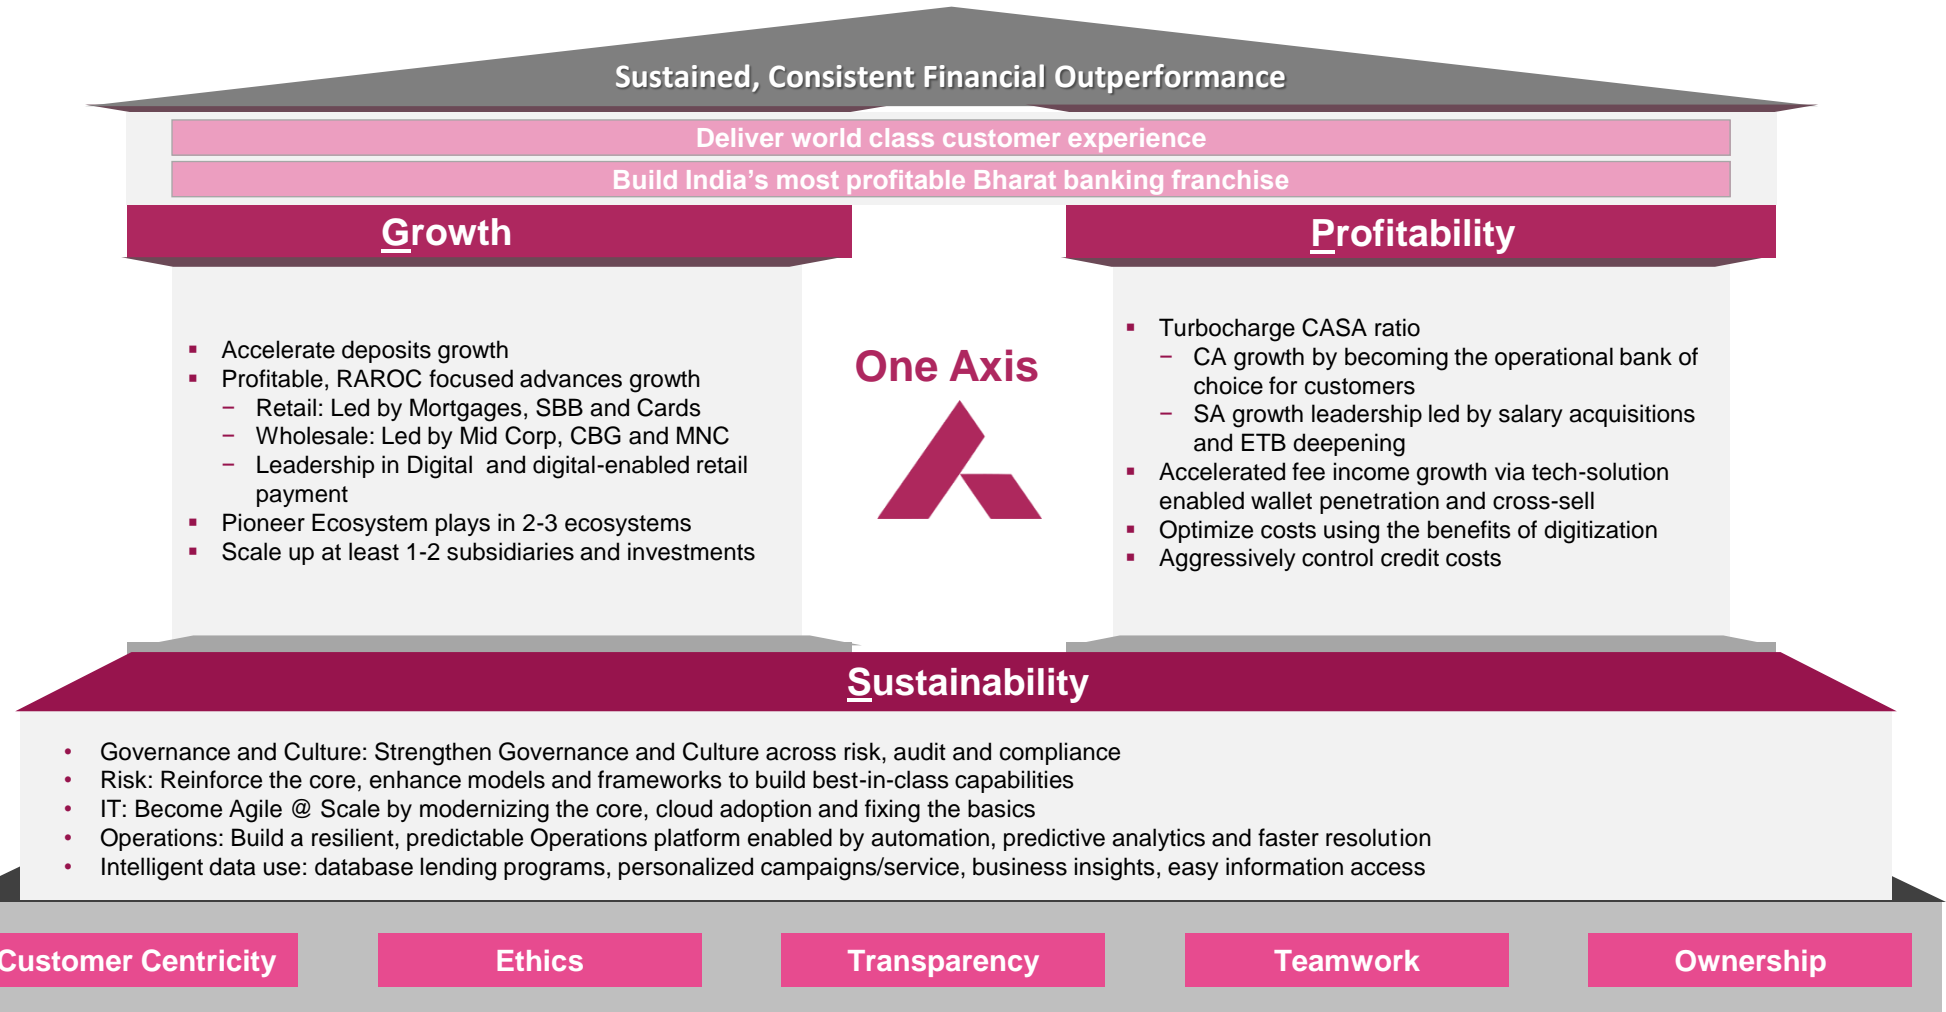 Sustained, Consistent Financial Outperformance
Deliver world class customer experience
Build India's most profitable Bharat banking franchise
Growth
▪ Accelerate deposits growth
▪ Profitable, RAROC focused advances growth
– Retail: Led by Mortgages, SBB and Cards
– Wholesale: Led by Mid Corp, CBG and MNC
– Leadership in Digital and digital-enabled retail
payment
▪ Pioneer Ecosystem plays in 2-3 ecosystems
▪ Scale up at least 1-2 subsidiaries and investments
One Axis
Profitability
▪ Turbocharge CASA ratio
– CA growth by becoming the operational bank of
choice for customers
– SA growth leadership led by salary acquisitions
and ETB deepening
▪ Accelerated fee income growth via tech-solution
enabled wallet penetration and cross-sell
▪ Optimize costs using the benefits of digitization
▪ Aggressively control credit costs
Sustainability
• Governance and Culture: Strengthen Governance and Culture across risk, audit and compliance
• Risk: Reinforce the core, enhance models and frameworks to build best-in-class capabilities
• IT: Become Agile @ Scale by modernizing the core, cloud adoption and fixing the basics
• Operations: Build a resilient, predictable Operations platform enabled by automation, predictive analytics and faster resolution
• Intelligent data use: database lending programs, personalized campaigns/service, business insights, easy information access
Customer Centricity
Ethics
Transparency
Teamwork
Ownership